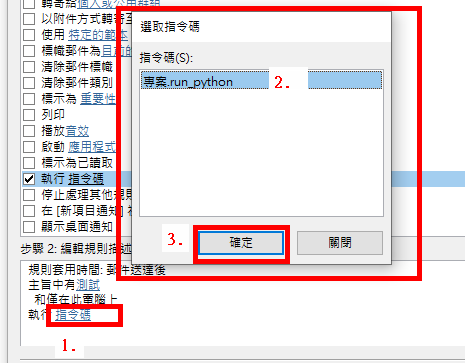 轉寄給個人或公用群組
以附件方式轉寄至
使用 特定的範本
標幟郵件為目前的
清除郵件標幟
清除郵件類別
標示為 重要性
列印
播放音效
啟動 應用程式
標示為已讀取
執行 指令碼
停止處理其他規則
在 [新項目通知]
顯示桌面通知
步驟 2: 編輯規則描述
規則套用時間: 郵件送達後
主旨中有測試
和僅在此電腦上
執行 指令碼
1.
選取指令碼
指令碼(S):
專案.run_python
2.
3.
確定
關閉